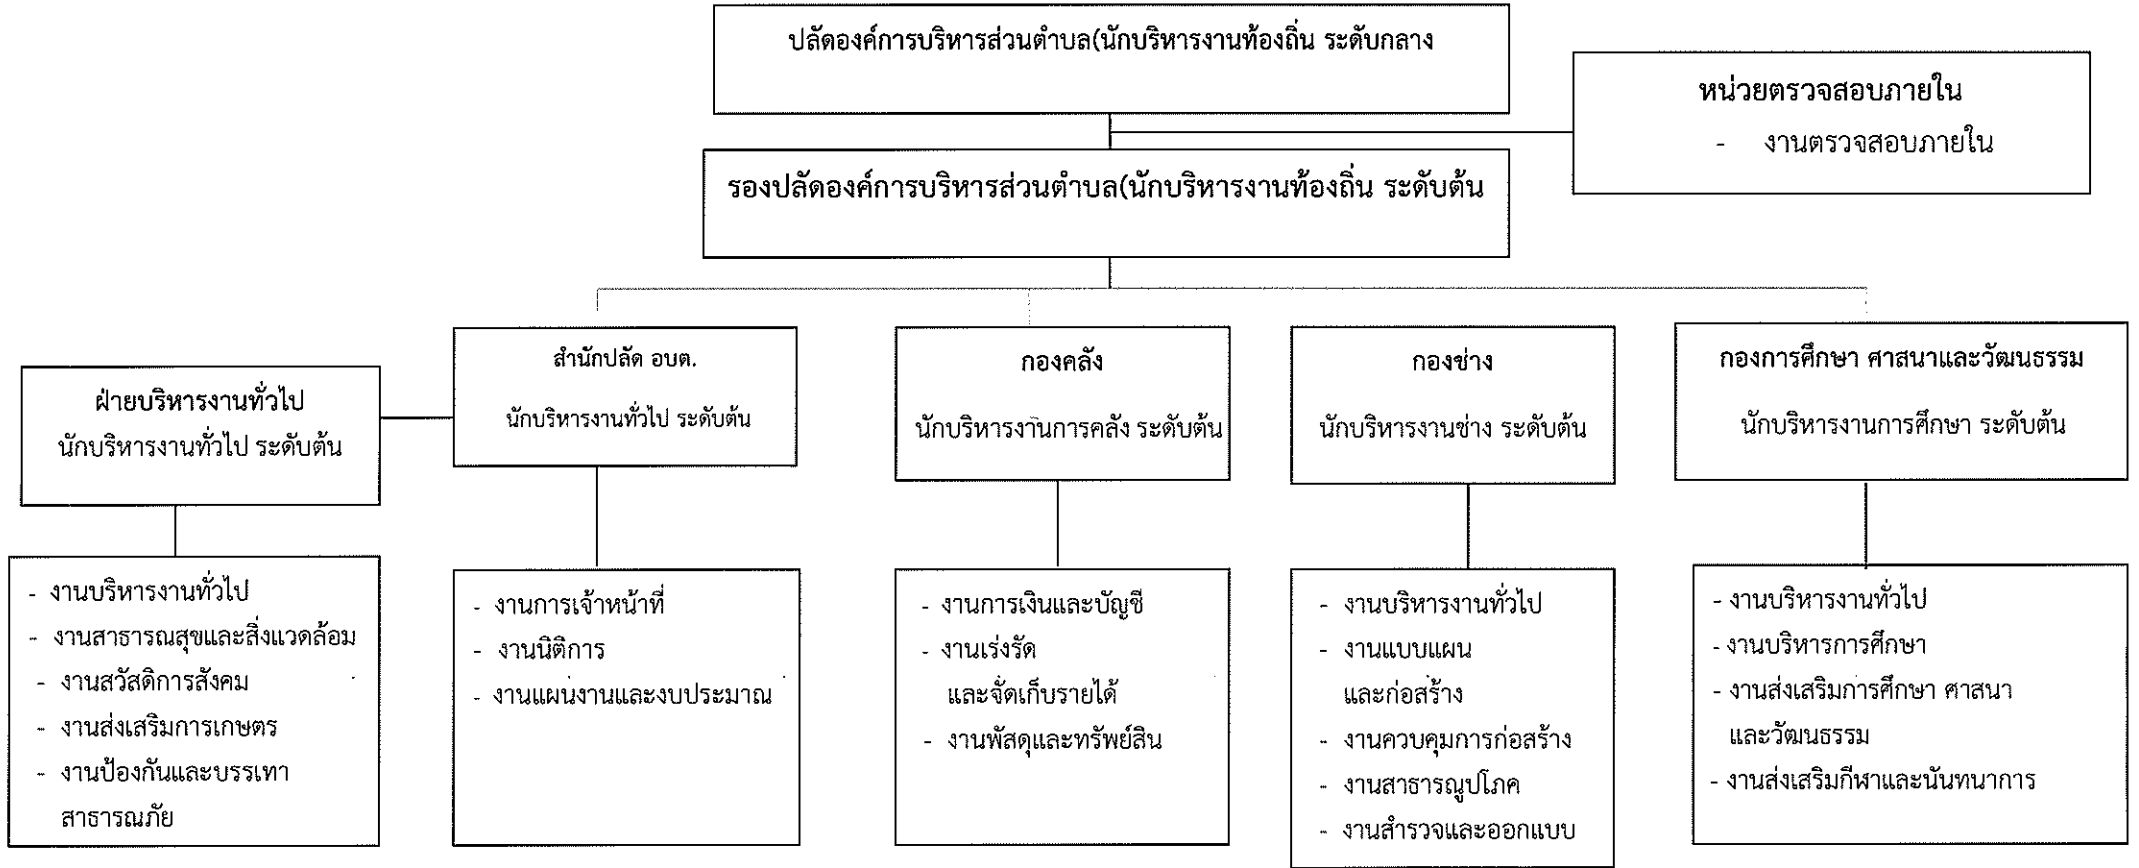 ปลัดองค์การบริหารส่วนตำบล(นักบริหารงานท้องถิ่น ระดับกลาง
หน่วยตรวจสอบภายใน
- งานตรวจสอบภายใน
รองปลัดองค์การบริหารส่วนตำบล(นักบริหารงานท้องถิ่น ระดับต้น
ฝ่ายบริหารงานทั่วไป
นักบริหารงานทั่วไป ระดับต้น
สำนักปลัด อบต.
นักบริหารงานทั่วไป ระดับต้น
กองคลัง
นักบริหารงานการคลัง ระดับต้น
กองช่าง
นักบริหารงานช่าง ระดับต้น
กองการศึกษา ศาสนาและวัฒนธรรม
นักบริหารงานการศึกษา ระดับต้น
- งานบริหารงานทั่วไป
- งานสาธารณสุขและสิ่งแวดล้อม
- งานสวัสดิการสังคม
- งานส่งเสริมการเกษตร
- งานป้องกันและบรรเทา
สาธารณภัย
- งานการเจ้าหน้าที่
- งานนิติการ
- งานแผนงานและงบประมาณ
- งานการเงินและบัญชี
- งานเร่งรัด
และจัดเก็บรายได้
- งานพัสดุและทรัพย์สิน
- งานบริหารงานทั่วไป
- งานแบบแผน
และก่อสร้าง
- งานควบคุมการก่อสร้าง
- งานสาธารณูปโภค
- งานสำรวจและออกแบบ
- งานบริหารงานทั่วไป
- งานบริหารการศึกษา
- งานส่งเสริมการศึกษา ศาสนา
และวัฒนธรรม
- งานส่งเสริมกีฬาและนันทนาการ